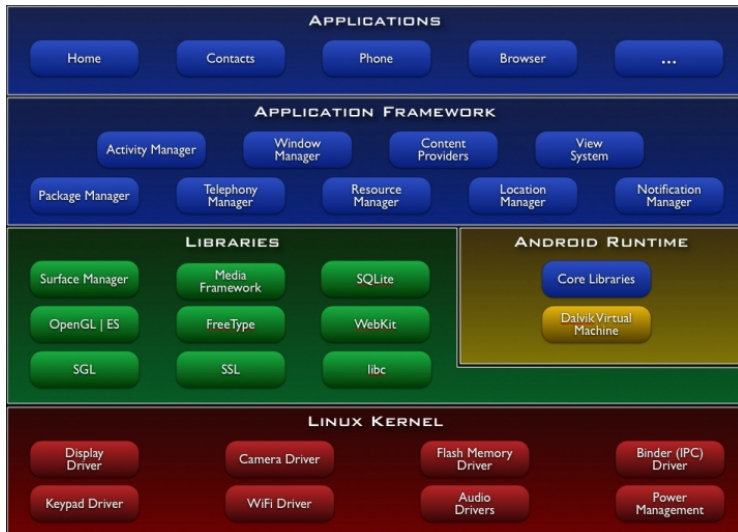 APPLICATIONS
Home Contacts Phone Browser ...
APPLICATION FRAMEWORK
Activity Manager
Window
Manager
Content
Providers
View
System
Package Manager
Telephony
Manager
Resource
Manager
Location
Manager
Notification
Manager
LIBRARIES
Surface Manager
Media
Framework
SQLite
OpenGL | ES
FreeType
WebKit
SGL
SSL
libc
ANDROID RUNTIME
Core Libraries
Dalvik Virtual
Machine
LINUX KERNEL
Display
Driver
Camera Driver
Flash Memory
Driver
Binder (IPC)
Driver
Keypad Driver
WiFi Driver
Audio
Drivers
Power
Management